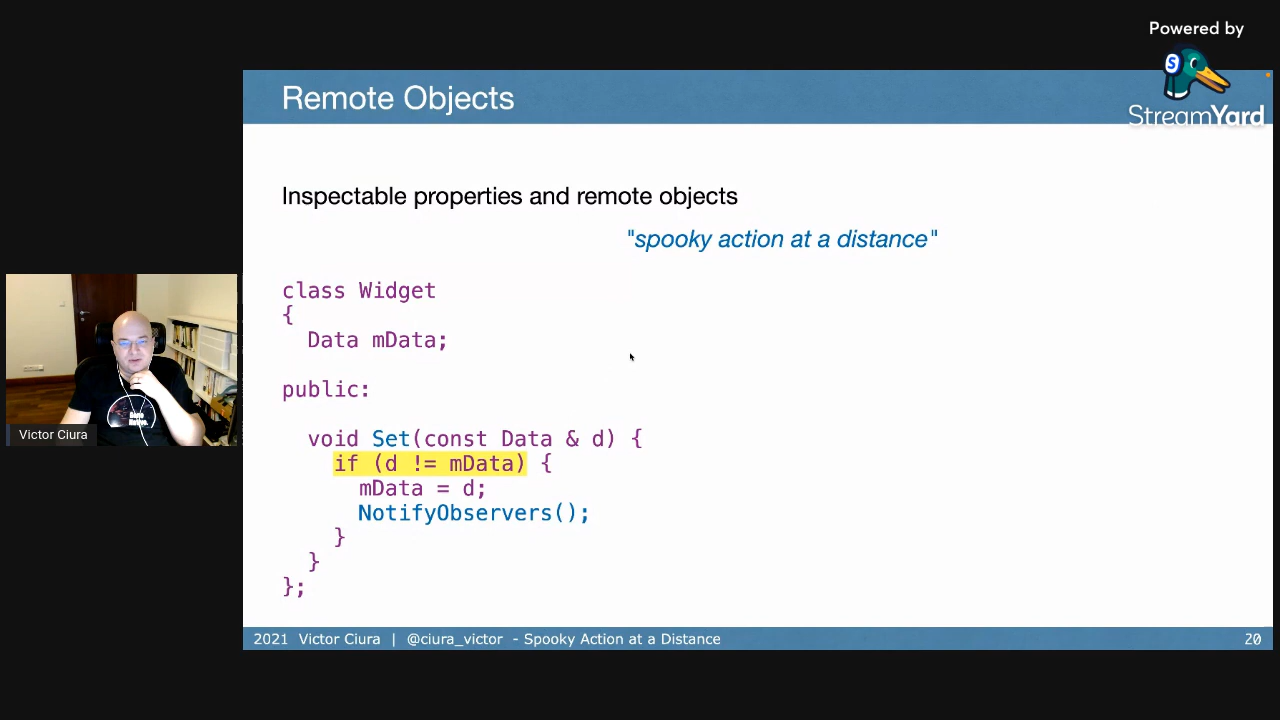 Powered by
StreamYard
Remote Objects
Inspectable properties and remote objects
"spooky action at a distance"
class Widget
{
Data mData;
public:
void Set(const Data & d) {
if (d != mData) {
mData = d;
NotifyObservers();
}
}
};
Victor Ciura
2021 Victor Ciura | @ciura_victor - Spooky Action at a Distance
20